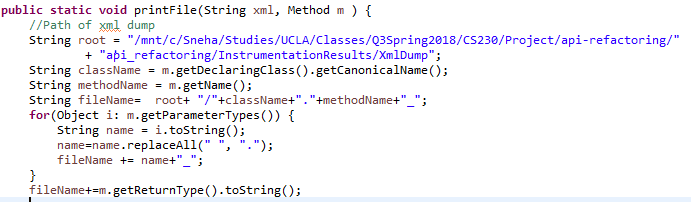 public static void printFile(String xml, Method m ) {
//Path of xml dump
String root = "/mnt/c/Sneha/Studies/UCLA/Classes/Q3Spring2018/CS230/Project/api-refactoring/"
+ "api_refactoring/InstrumentationResults/XmlDump";
String className = m.getDeclaringClass().getCanonicalName();
String methodName = m.getName();
String fileName=  root+ "/"+className+"."+methodName+"_";
for(Object i: m.getParameterTypes()) {
String name = i.toString();
name=name.replaceAll(" ", ".");
fileName += name+"_";
}
fileName+=m.getReturnType().toString();